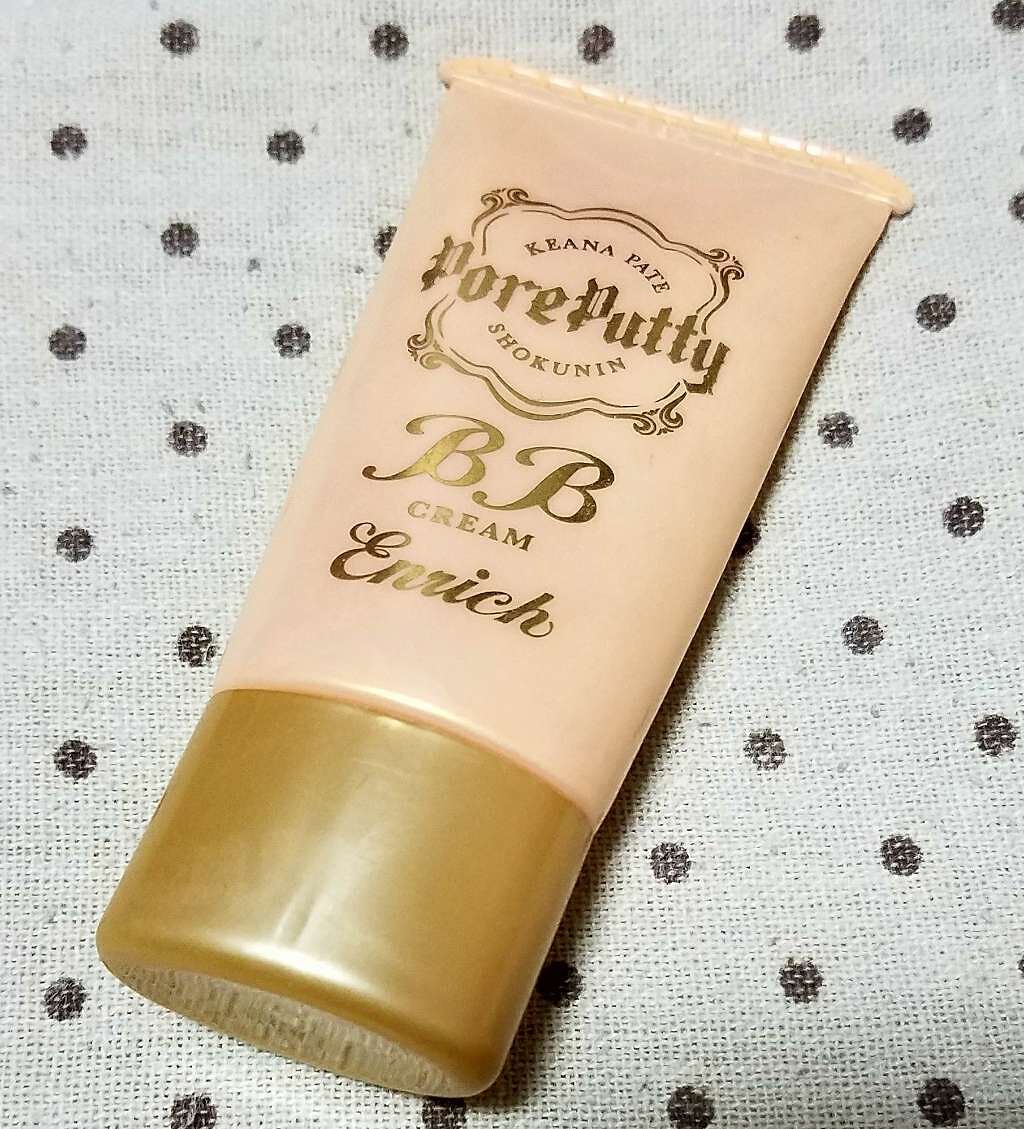 KEANA PATE
PorePutty
SHOKUNIN
BB
CREAM
Enrich